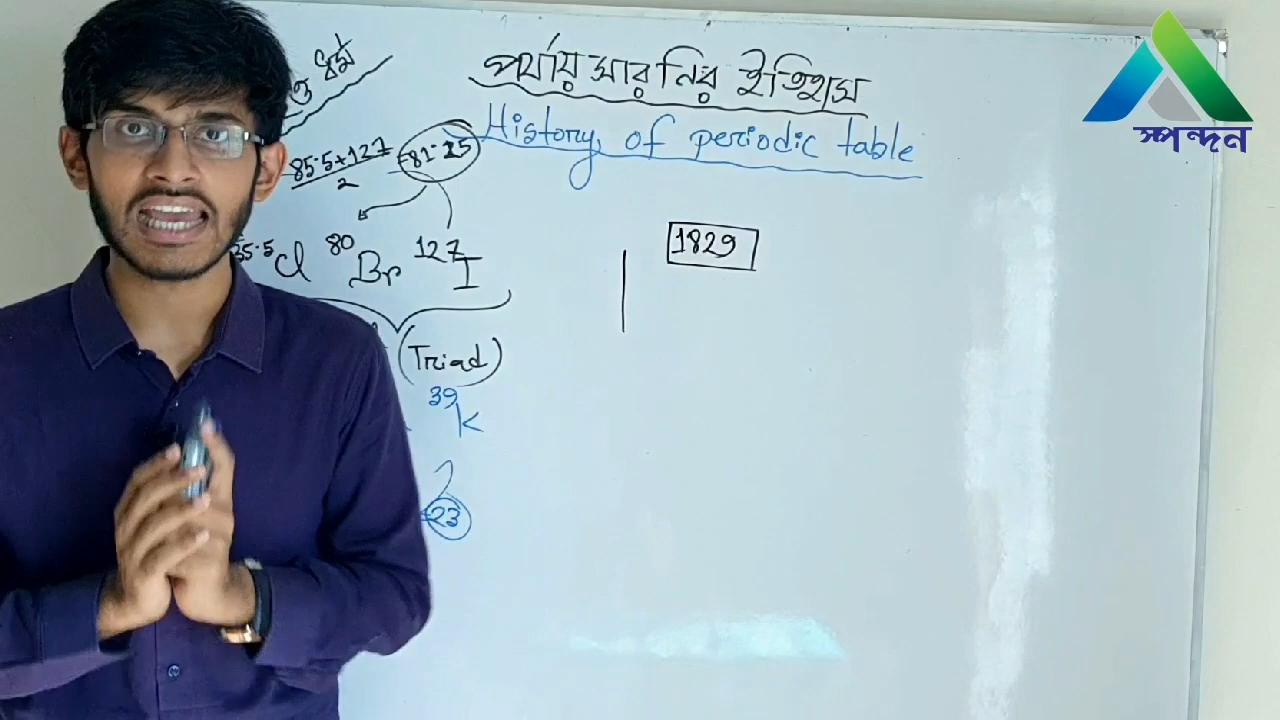 ধর্ম
পর্যায় সারনির ইতিহাস
History of periodic table
স্পন্দন
85.5+127
2
=81.25
1829
35.5 Cl 80 Br 127 I
(Triad)
39 K
23